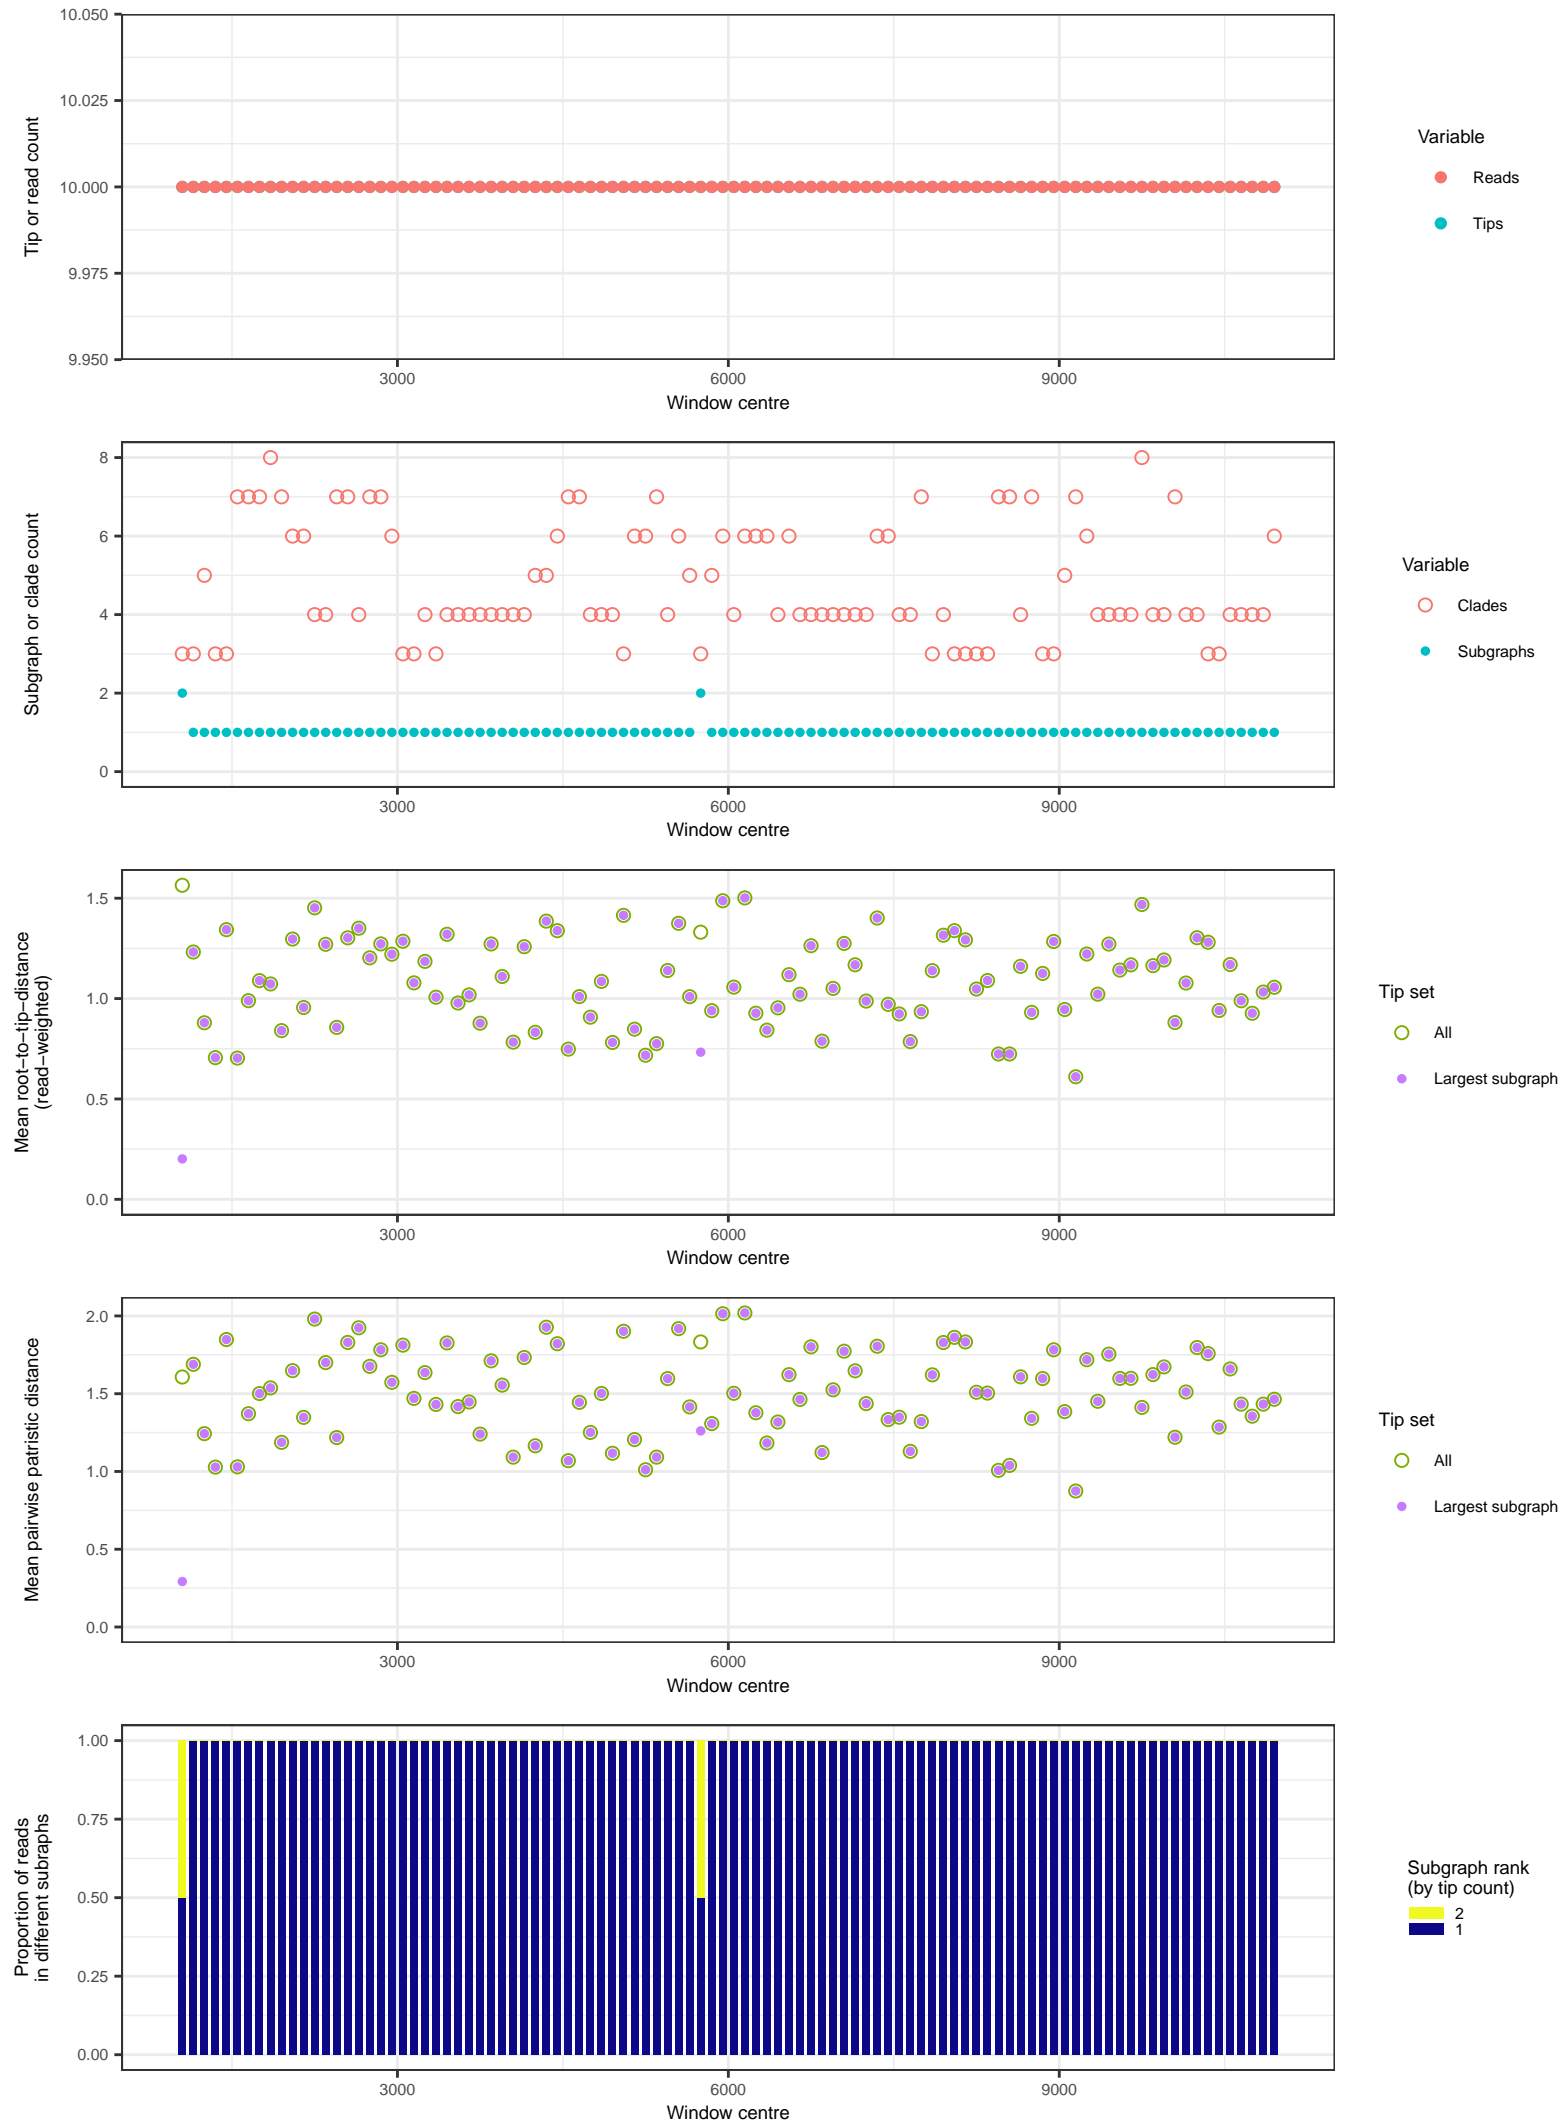 10.050
10.025
10.000
9.975
9.950
Tip or read count
3000 6000 9000
Window centre
Variable
Reads
Tips
8
6
4
2
0
Subgraph or clade count
3000 6000 9000
Window centre
Variable
Clades
Subgraphs
1.5
1.0
0.5
0.0
Mean root−to−tip−distance
(read−weighted)
3000 6000 9000
Window centre
Tip set
All
Largest subgraph
2.0
1.5
1.0
0.5
0.0
Mean pairwise patristic distance
3000 6000 9000
Window centre
Tip set
All
Largest subgraph
1.00
0.75
0.50
0.25
0.00
Proportion of reads
in different subraphs
3000 6000 9000
Window centre
Subgraph rank
(by tip count)
2
1